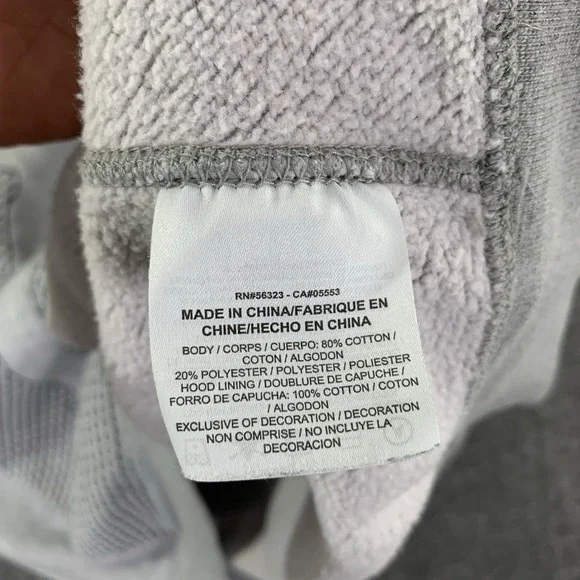 RN#56323 - CA#05553
MADE IN CHINA/FABRIQUE EN
CHINE/HECHO EN CHINA
BODY / CORPS / CUERPO: 80% COTTON /
COTON / ALGODON
20% POLYESTER / POLYESTER / POLIESTER
HOOD LINING / DOUBLURE DE CAPUCHE /
FORRO DE CAPUCHA: 100% COTTON / COTON
/ ALGODON
EXCLUSIVE OF DECORATION / DECORATION
NON COMPRISE / NO INCLUYE LA
DECORACION